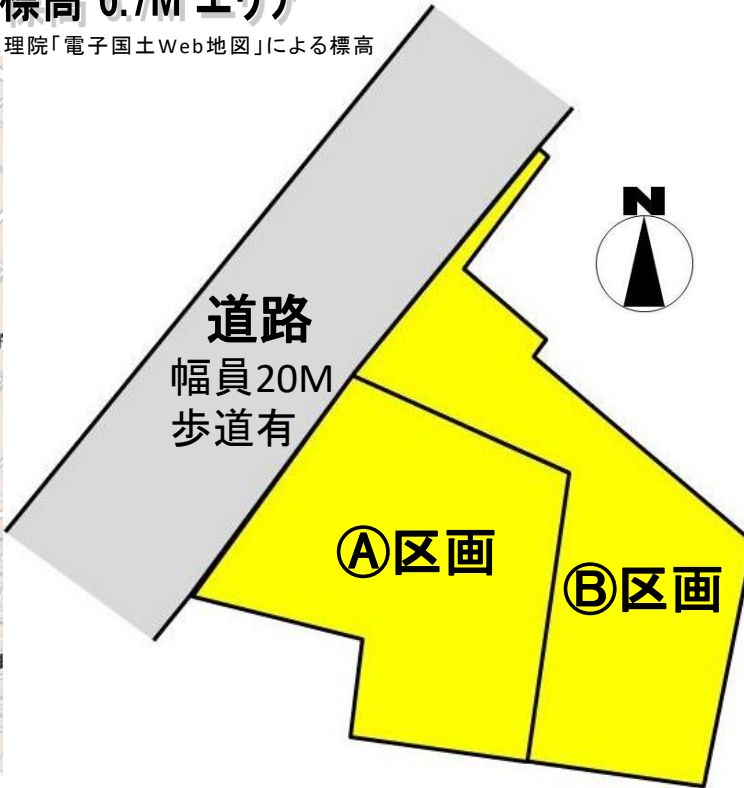 標高 6.7M エリア
理院「電子国土Web地図」による標高
N
道路
幅員20M
歩道有
Ⓐ区画
Ⓑ区画